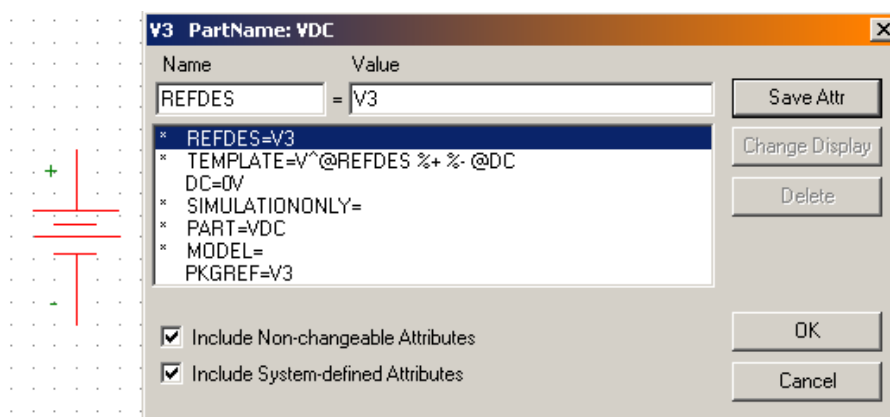 V3 PartName: VDC
Name Value
REFDES = V3
Save Attr
* REFDES=V3
* TEMPLATE=V^@REFDES %+ %- @DC
DC=0V
* SIMULATIONONLY=
* PART=VDC
* MODEL=
PKGREF=V3
Change Display
Delete
+
-
Include Non-changeable Attributes
Include System-defined Attributes
OK
Cancel